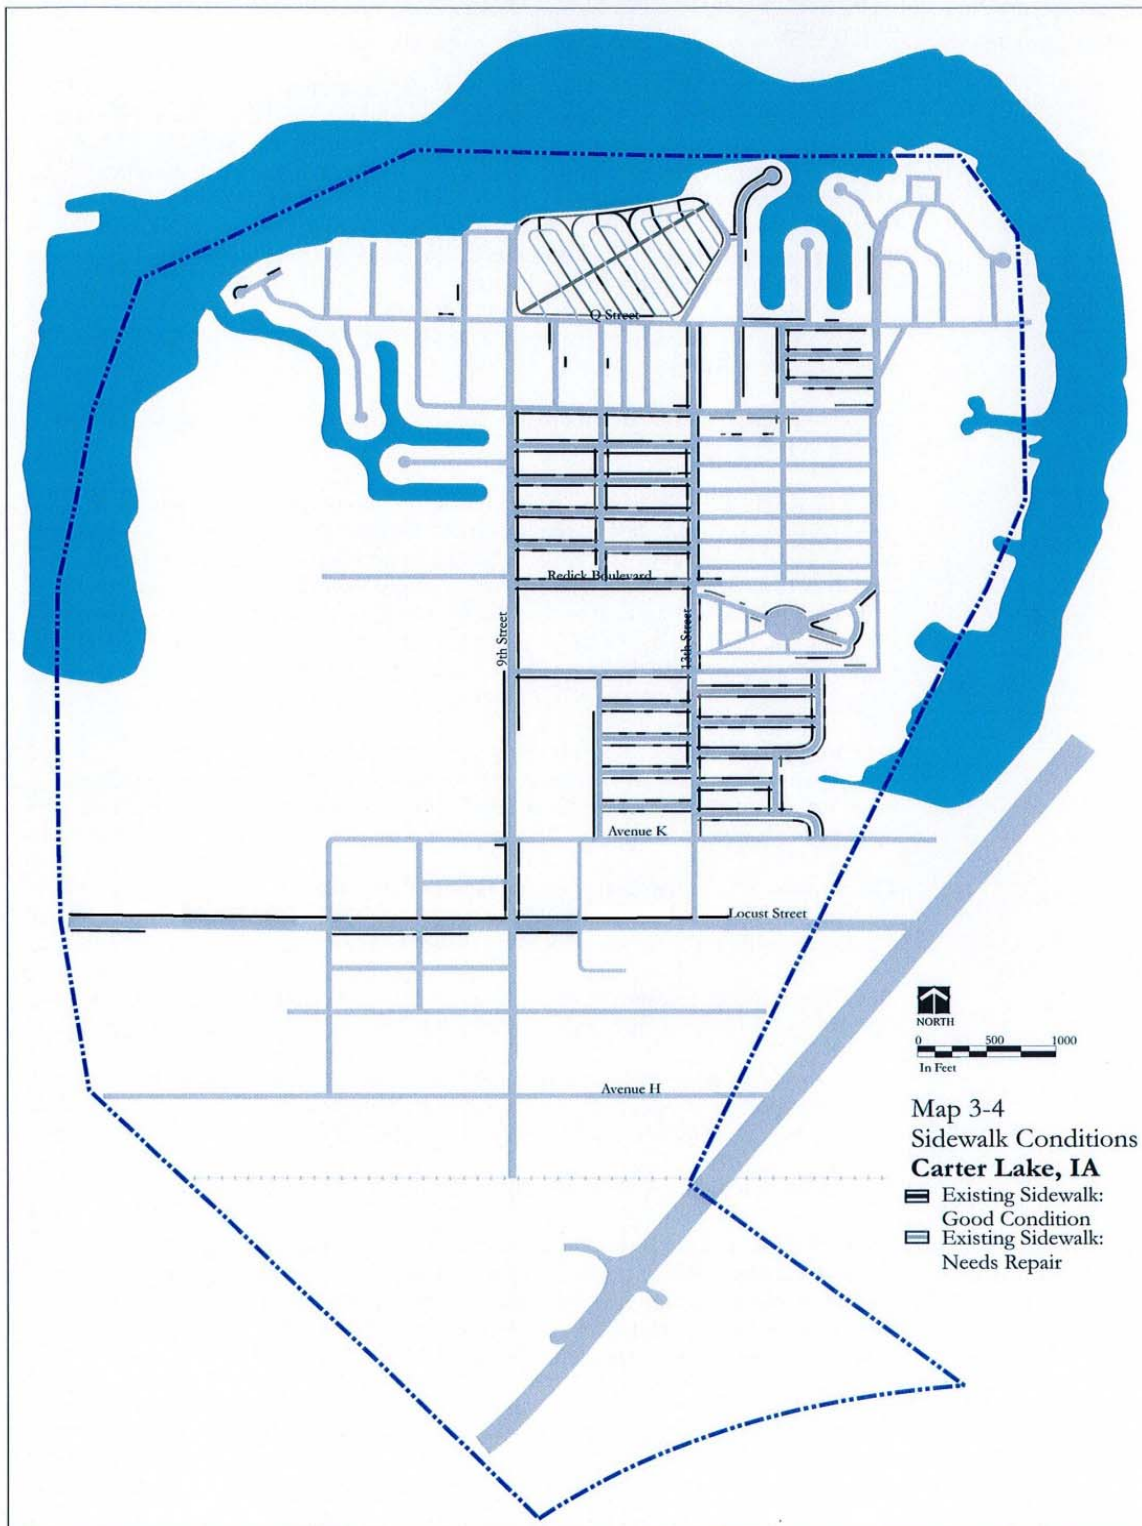 Q Street
Redick Boulevard
9th Street
13th Street
Avenue K
Locust Street
NORTH
0 500 1000
In Feet
Avenue H
Map 3-4
Sidewalk Conditions
Carter Lake, IA
Existing Sidewalk:
Good Condition
Existing Sidewalk:
Needs Repair